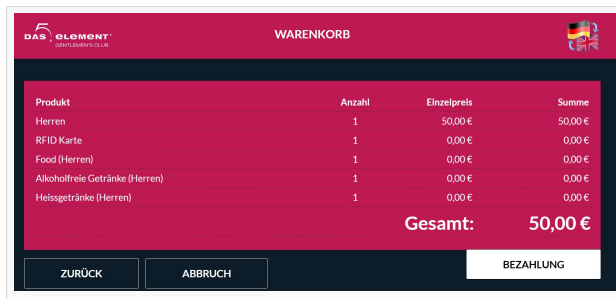 DAS 5. eLeMENT
GENTLEMEN'S CLUB
WARENKORB
Produkt Anzahl Einzelpreis Summe
Herren 1 50,00 € 50,00 €
RFID Karte 1 0,00 € 0,00 €
Food (Herren) 1 0,00 € 0,00 €
Alkoholfreie Getränke (Herren) 1 0,00 € 0,00 €
Heissgetränke (Herren) 1 0,00 € 0,00 €
Gesamt: 50,00 €
ZURÜCK ABBRUCH BEZAHLUNG